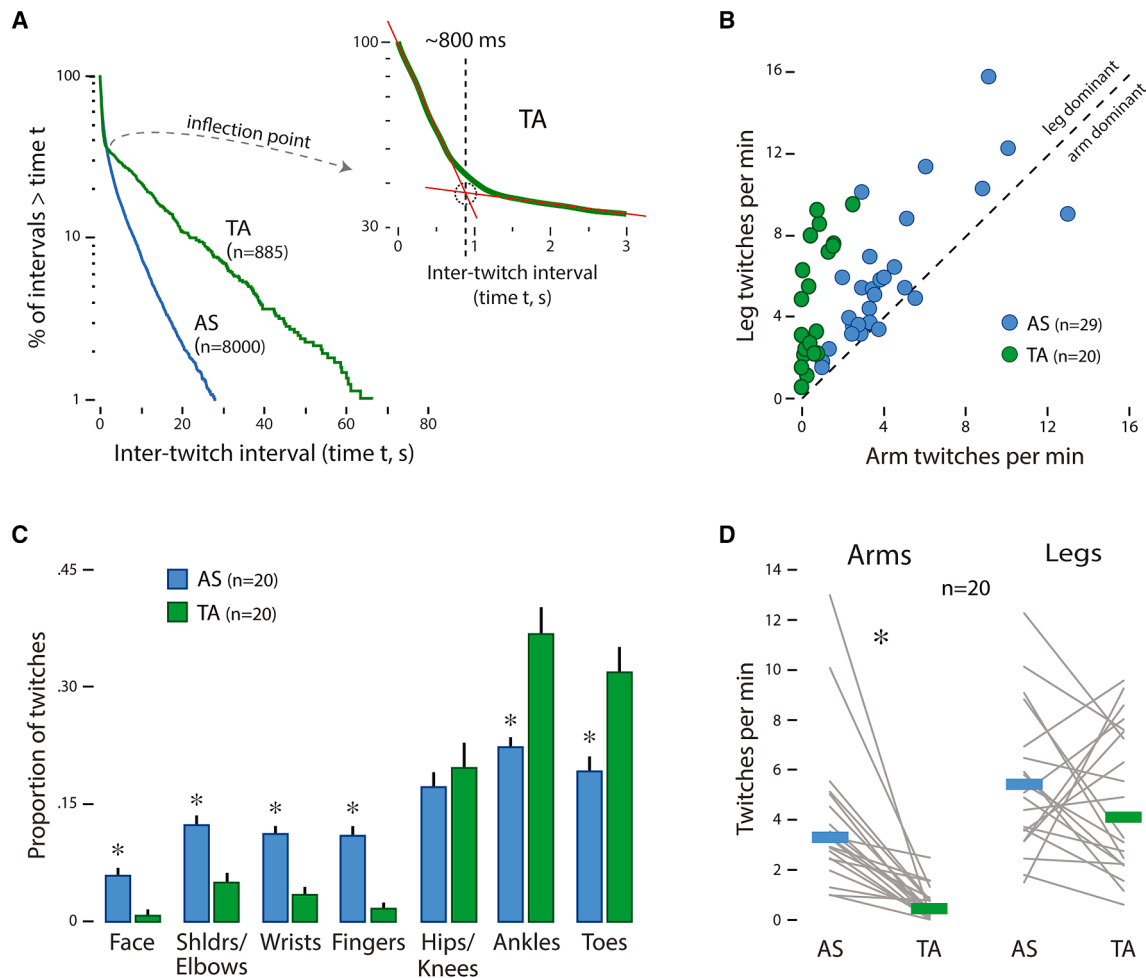 A
% of intervals > time t
100
10
1
0
20
40
60
80
Inter-twitch interval (time t, s)
inflection point
TA
(n=885)
AS
(n=8000)
100
30
~800 ms
TA
0
1
2
3
Inter-twitch interval
(time t, s)
B
Leg twitches per min
16
12
8
4
0
0
4
8
12
16
Arm twitches per min
leg dominant
arm dominant
AS (n=29)
TA (n=20)
C
Proportion of twitches
.45
.30
.15
0
AS (n=20)
TA (n=20)
*
*
*
*
*
*
Face
Shldrs/
Elbows
Wrists
Fingers
Hips/
Knees
Ankles
Toes
D
Arms
Legs
n=20
*
Twitches per min
14
12
10
8
6
4
2
0
AS
TA
AS
TA